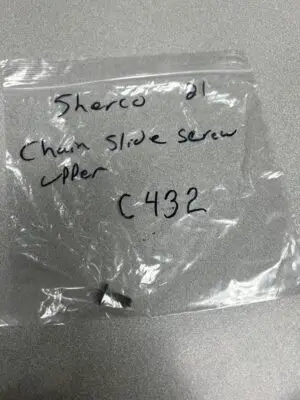 Sherco 21
Chain Slide Screw
upper
C432